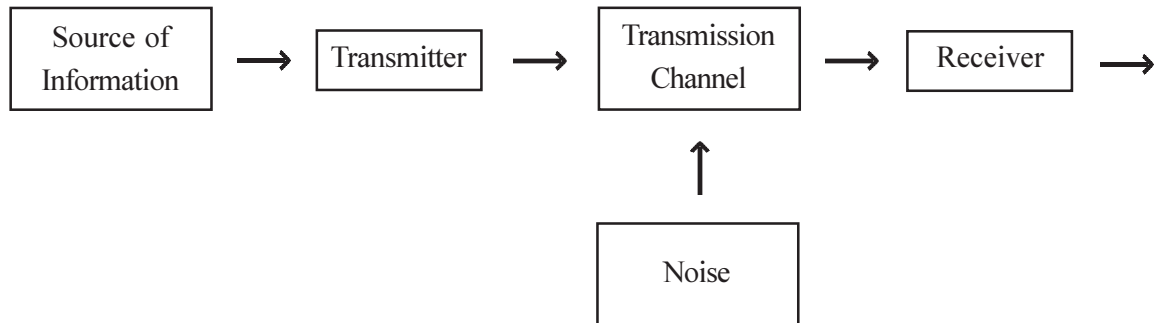 Source of
Information
Transmitter
Transmission
Channel
Receiver
Noise